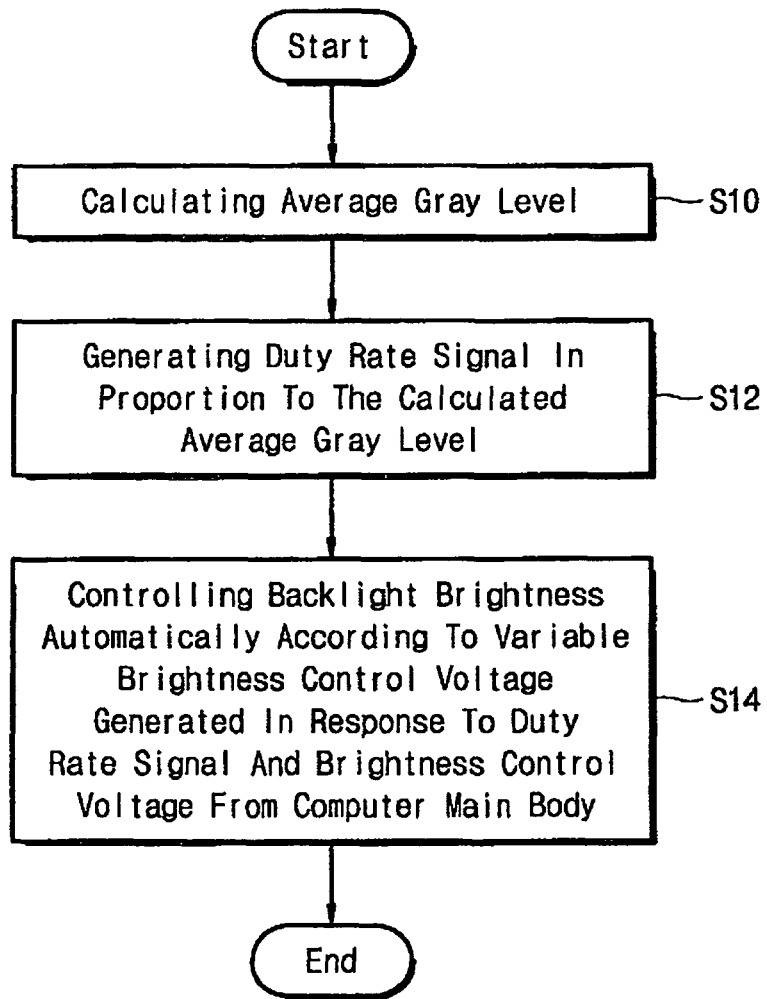 Start
Calculating Average Gray Level
S10
Generating Duty Rate Signal In
Proportion To The Calculated
Average Gray Level
S12
Controlling Backlight Brightness
Automatically According To Variable
Brightness Control Voltage
Generated In Response To Duty
Rate Signal And Brightness Control
Voltage From Computer Main Body
S14
End